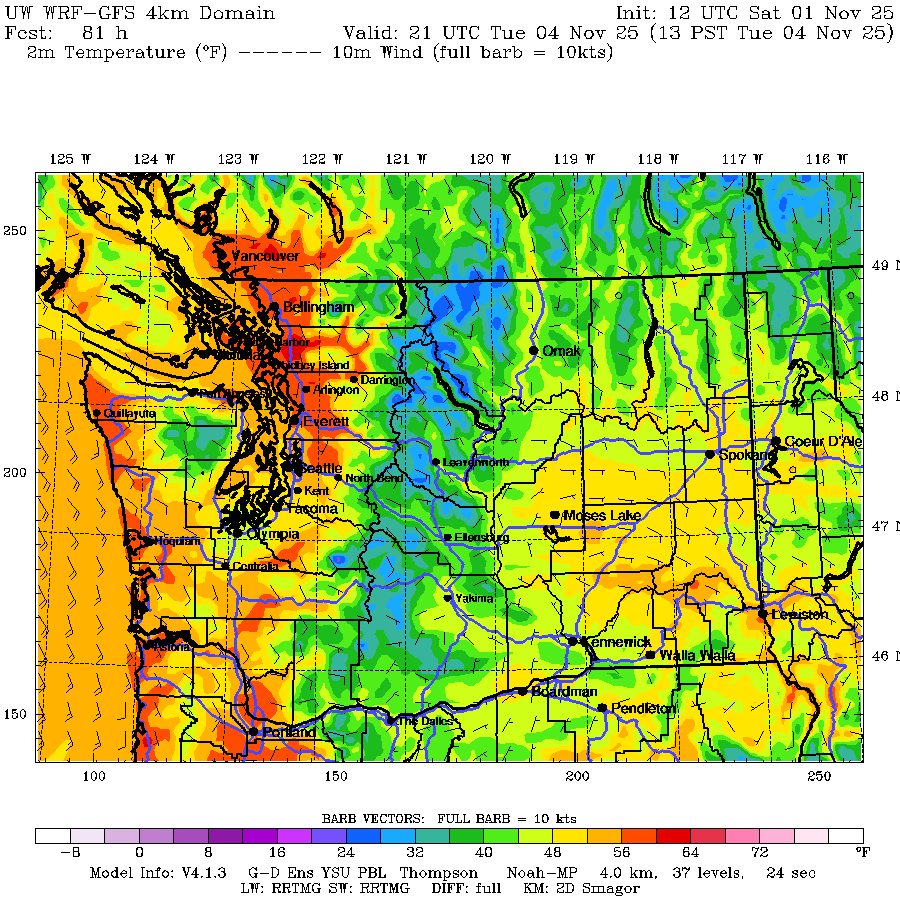 UW WRF-GFS 4km Domain Init: 12 UTC Sat 01 Nov 25
Fcst: 81 h Valid: 21 UTC Tue 04 Nov 25 (13 PST Tue 04 Nov 25)
2m Temperature (°F) ------ 10m Wind (full barb = 10kts)
125 W 124 W 123 W 122 W 121 W 120 W 119 W 118 W 117 W 116 W
250
Vancouver
49 N
Bellingham
Omak
Whidbey Island
Darrington
Arlington
48 N
Quillayute
Everett
Coeur D'Ale
Spokane
Leavenworth
Seattle
200
North Bend
Kent
Tacoma
Moses Lake
47 N
Olympia
Ellensburg
Hoquiam
Centralia
Yakima
Lewiston
Kennewick
Astoria
Walla Walla
46 N
Boardman
Pendleton
150
The Dalles
Portland
100 150 200 250
BARB VECTORS: FULL BARB = 10 kts
-8 0 8 16 24 32 40 48 56 64 72 °F
Model Info: V4.1.3 G-D Ens YSU PBL Thompson Noah-MP 4.0 km, 37 levels, 24 sec
LW: RRTMG SW: RRTMG DIFF: full KM: 2D Smagor